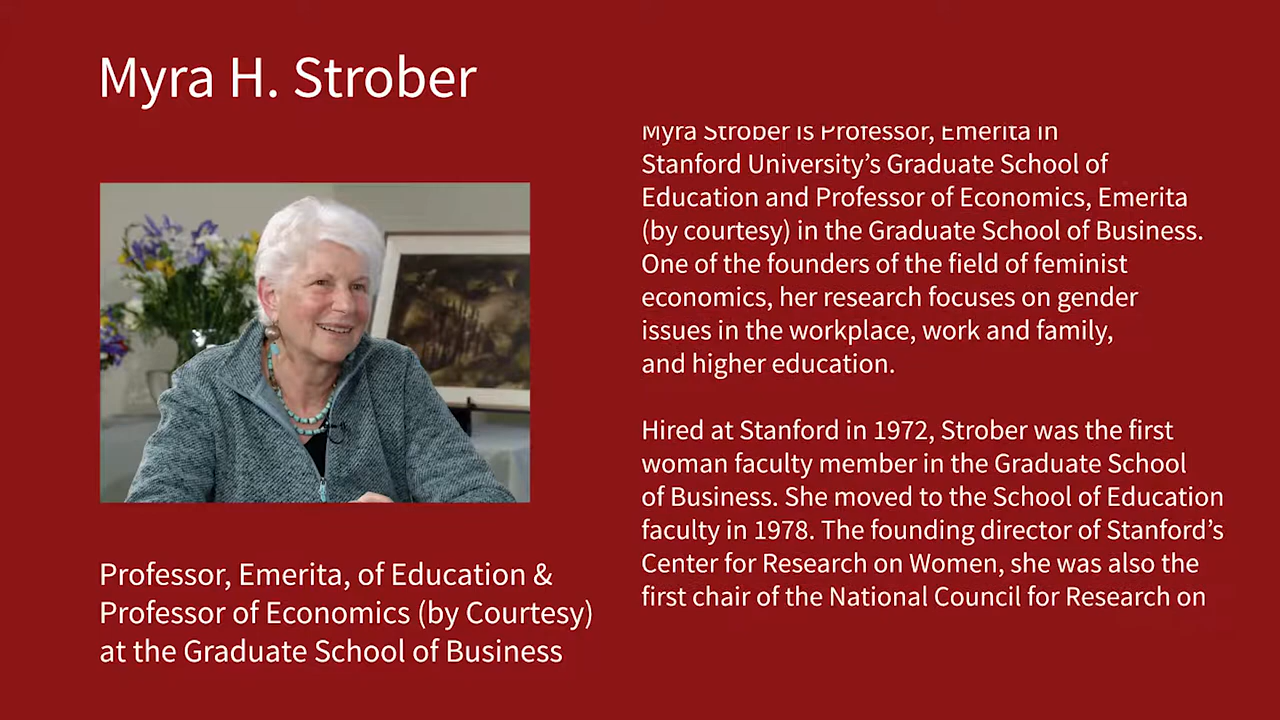 Myra H. Strober
Myra Strober is Professor, Emerita in
Stanford University’s Graduate School of
Education and Professor of Economics, Emerita
(by courtesy) in the Graduate School of Business.
One of the founders of the field of feminist
economics, her research focuses on gender
issues in the workplace, work and family,
and higher education.
Hired at Stanford in 1972, Strober was the first
woman faculty member in the Graduate School
of Business. She moved to the School of Education
faculty in 1978. The founding director of Stanford’s
Center for Research on Women, she was also the
first chair of the National Council for Research on
Professor, Emerita, of Education &
Professor of Economics (by Courtesy)
at the Graduate School of Business